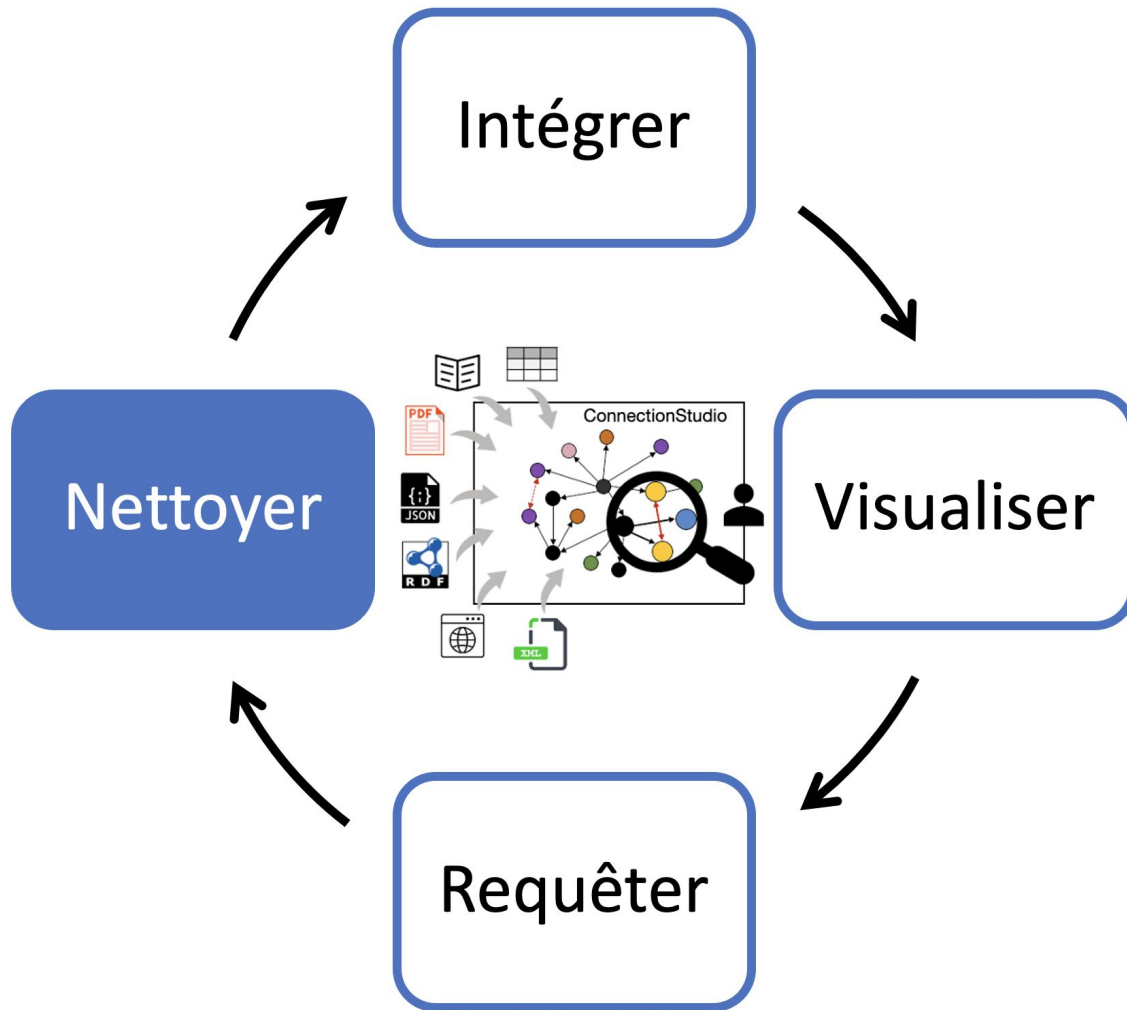 Intégrer
PDF
ConnectionStudio
Nettoyer
{;}
JSON
Visualiser
RDF
XML
Requêter